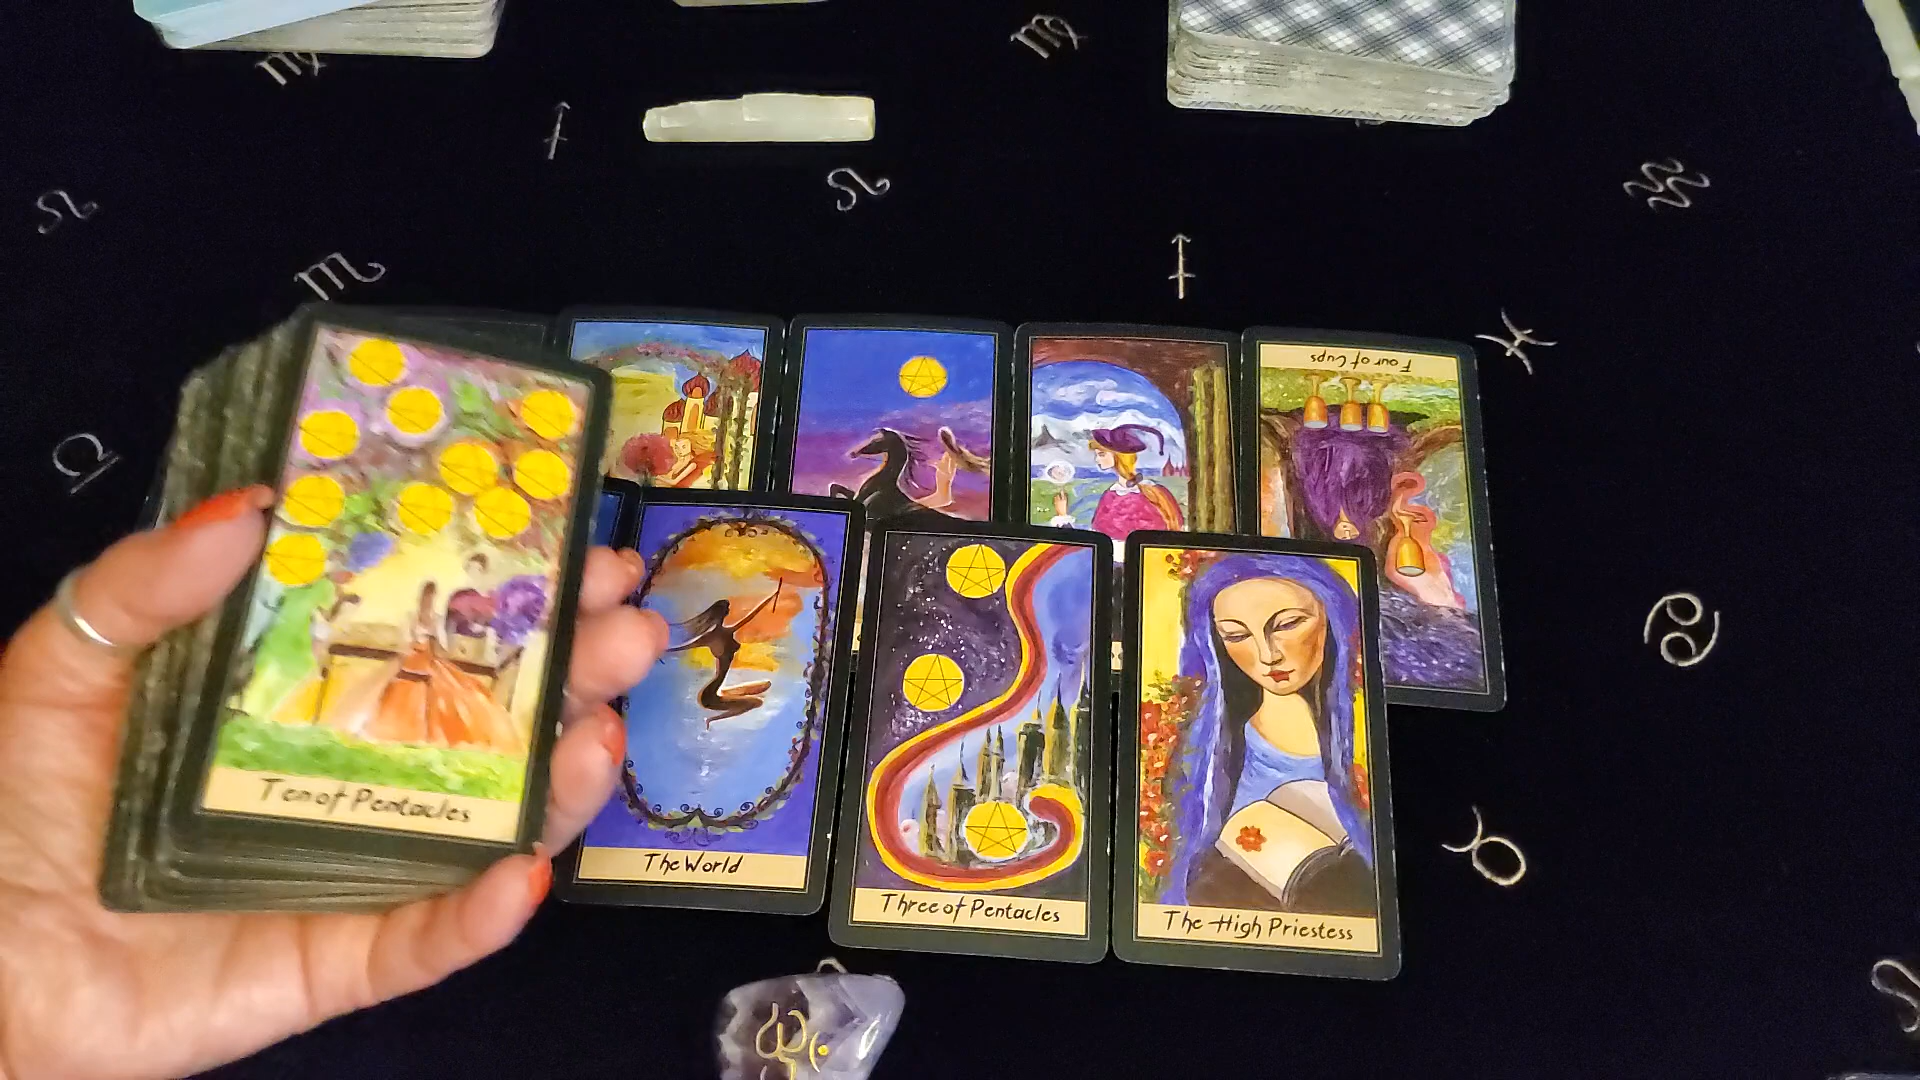 Four of Cups
Ten of Pentacles
The World
Three of Pentacles
The High Priestess